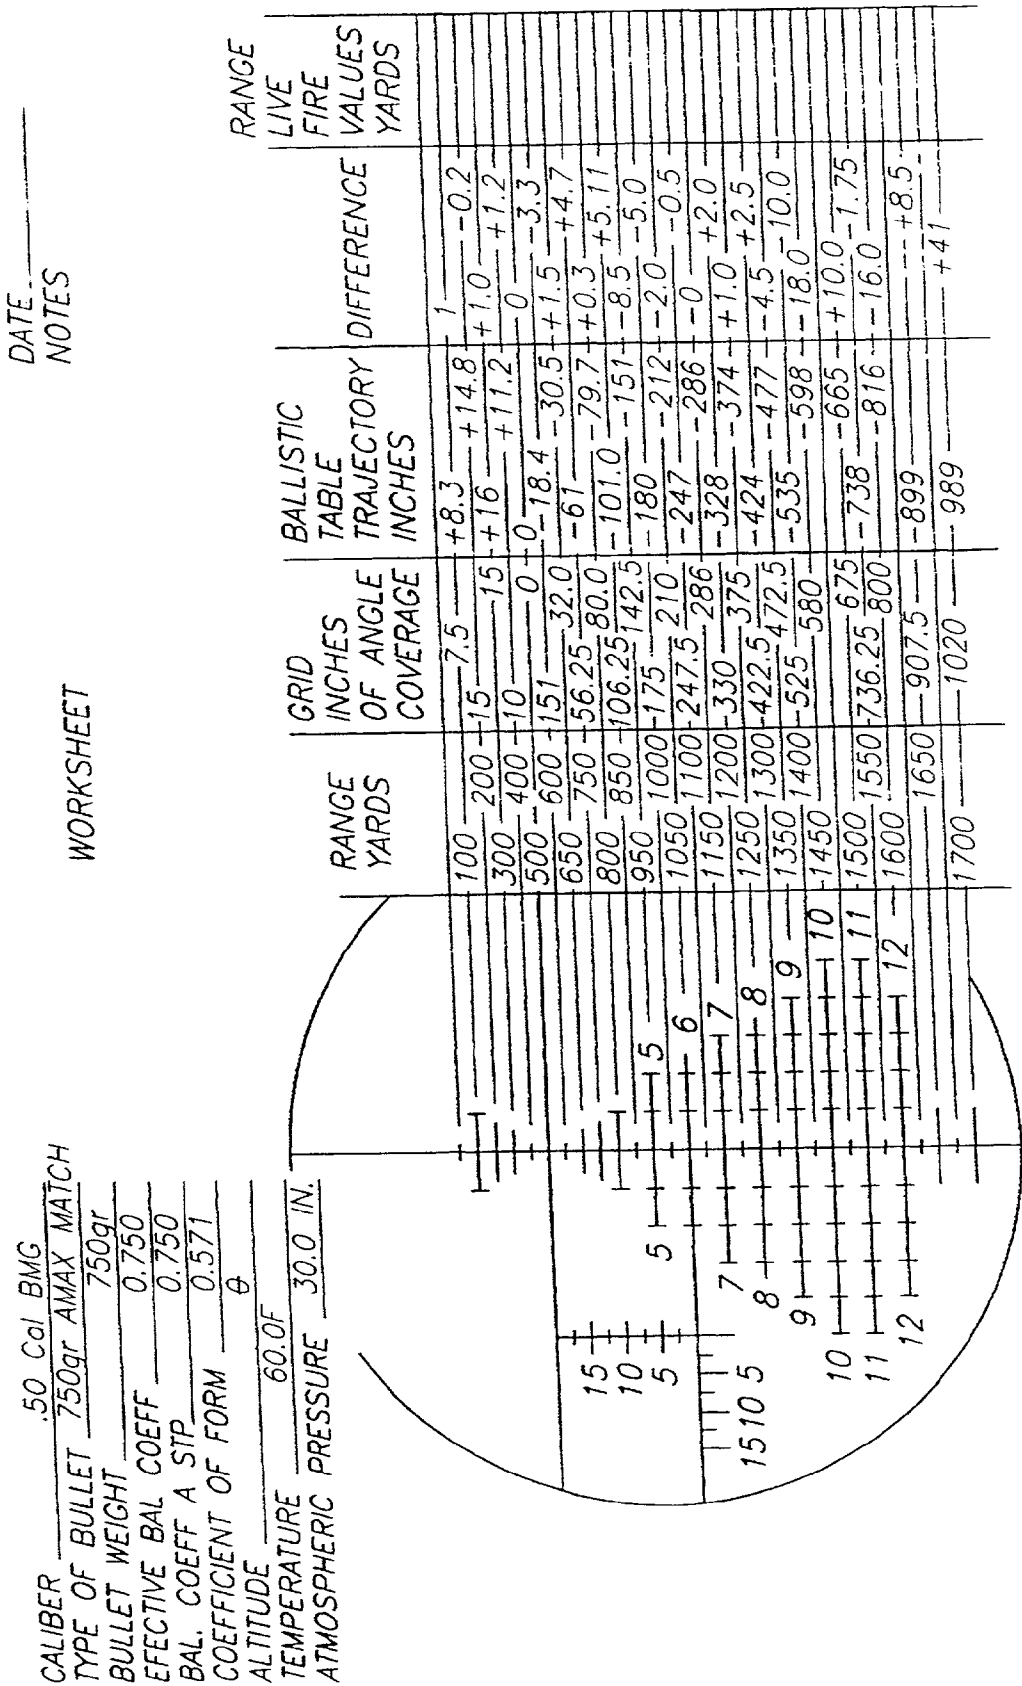 WORKSHEET
DATE
NOTES
CALIBER .50 Cal BMG
TYPE OF BULLET 750gr AMAX MATCH
BULLET WEIGHT 750gr
EFECTIVE BAL COEFF 0.750
BAL. COEFF A STP 0.750
COEFFICIENT OF FORM 0.571
ALTITUDE 0
TEMPERATURE 60.0F
ATMOSPHERIC PRESSURE 30.0 IN.
RANGE YARDS
GRID INCHES OF ANGLE COVERAGE
BALLISTIC TABLE TRAJECTORY INCHES
DIFFERENCE
RANGE LIVE FIRE VALUES YARDS
100 7.5 +8.3 1
200 15 +14.8 -0.2
300 15 +16 +1.0
400 10 +11.2 +1.2
500 0 0 0
600 151 -18.4 -3.3
650 32.0 -30.5 +1.5
750 56.25 -61 +4.7
800 80.0 -79.7 +0.3
850 106.25 -101.0 +5.11
950 142.5 -151 -8.5
1000 175 -180 -5.0
1050 210 -212 -2.0
1100 247.5 -247 -0.5
1150 286 -286 -0
1200 330 -328 +2.0
1250 375 -374 +1.0
1300 422.5 -424 +2.5
1350 472.5 -477 -4.5
1400 525 -535 -10.0
1450 580 -598 -18.0
1500 675 -665 +10.0
1550 736.25 -738 -1.75
1600 800 -816 -16.0
1650 907.5 -899 +8.5
1700 1020 -989 +41
15
10
5
15 10 5
5 5
6
7 7
8 8
9 9
10 10
11 11
12 12